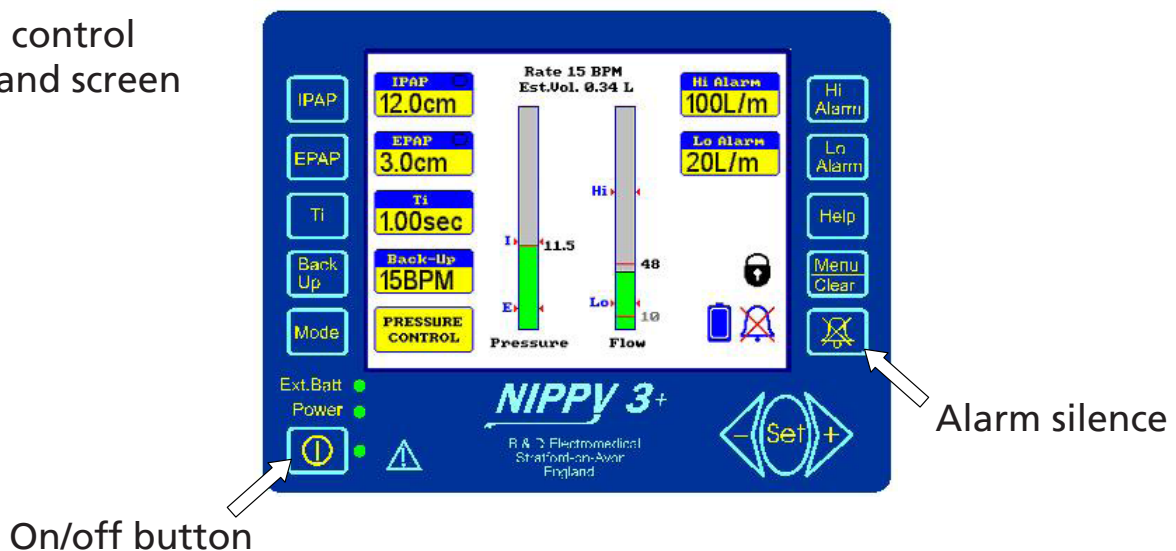 control
and screen
IPAP
EPAP
Ti
Back
Up
Mode
IPAP
12.0cm
EPAP
3.0cm
Ti
1.00sec
Back-Up
15BPM
PRESSURE
CONTROL
Rate 15 BPM
Est.Vol. 0.34 L
I
11.5
E
Pressure
Hi
48
Lo
10
Flow
Hi Alarm
100L/m
Lo Alarm
20L/m
Hi
Alarm
Lo
Alarm
Help
Menu
Clear
Ext.Batt
Power
NIPPY 3+
B & D Electromedical
Stratford-on-Avon
England
- Set +
Alarm silence
On/off button